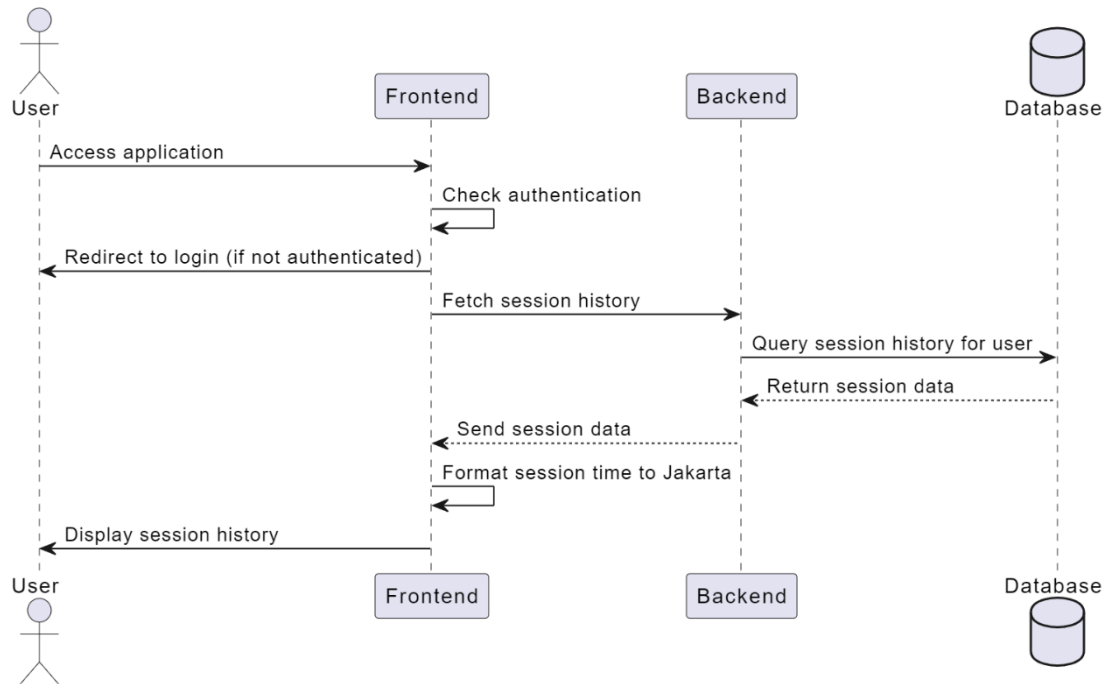 User
Frontend
Backend
Database
Access application
Check authentication
Redirect to login (if not authenticated)
Fetch session history
Query session history for user
Return session data
Send session data
Format session time to Jakarta
Display session history
User
Frontend
Backend
Database